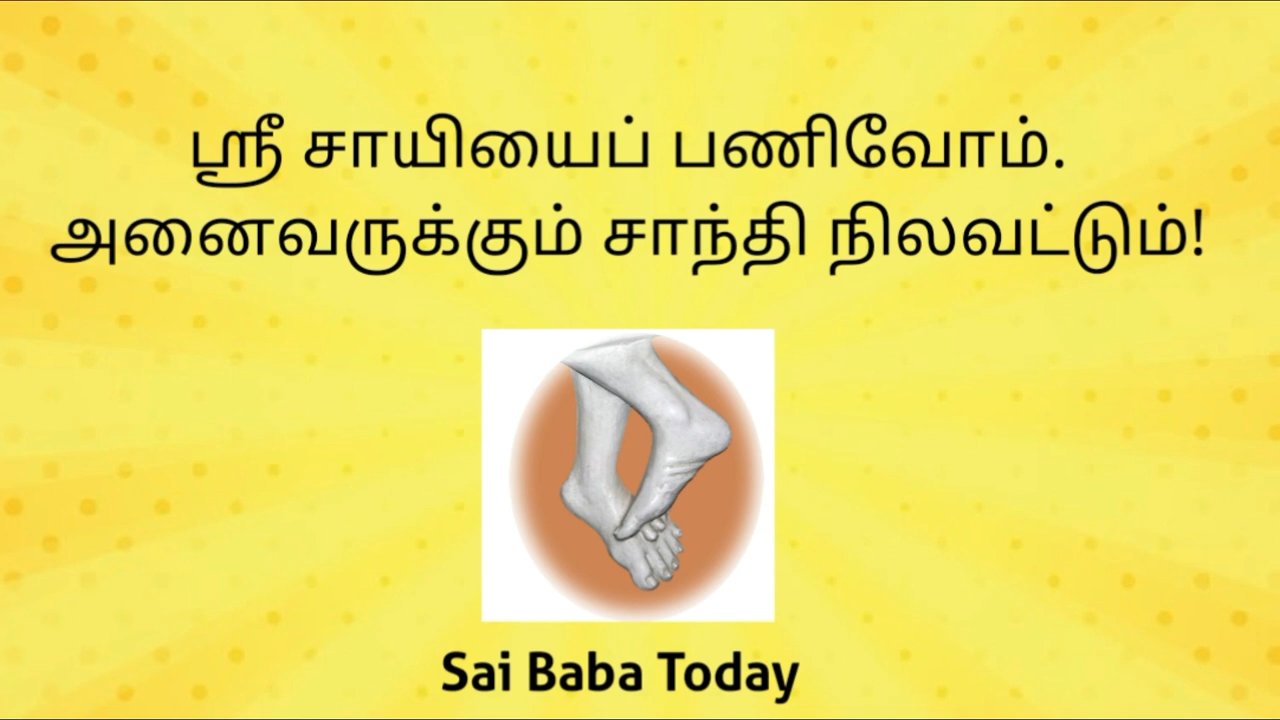 ஸ்ரீ சாயியைப் பணிவோம்.
அனைவருக்கும் சாந்தி நிலவட்டும்!
Sai Baba Today